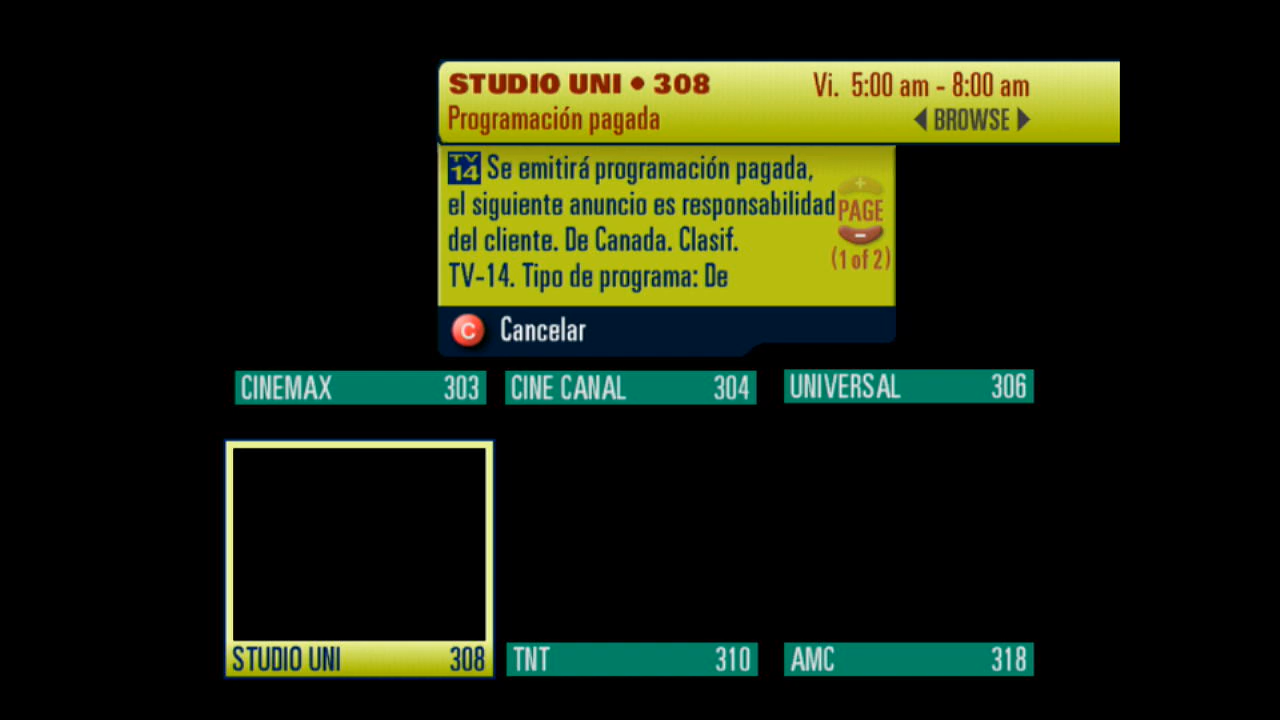 STUDIO UNI • 308
Vi. 5:00 am - 8:00 am
Programación pagada
BROWSE
TV 14 Se emitirá programación pagada,
el siguiente anuncio es responsabilidad
del cliente. De Canada. Clasif.
TV-14. Tipo de programa: De
+
PAGE
-
(1 of 2)
C Cancelar
CINEMAX 303
CINE CANAL 304
UNIVERSAL 306
STUDIO UNI 308
TNT 310
AMC 318